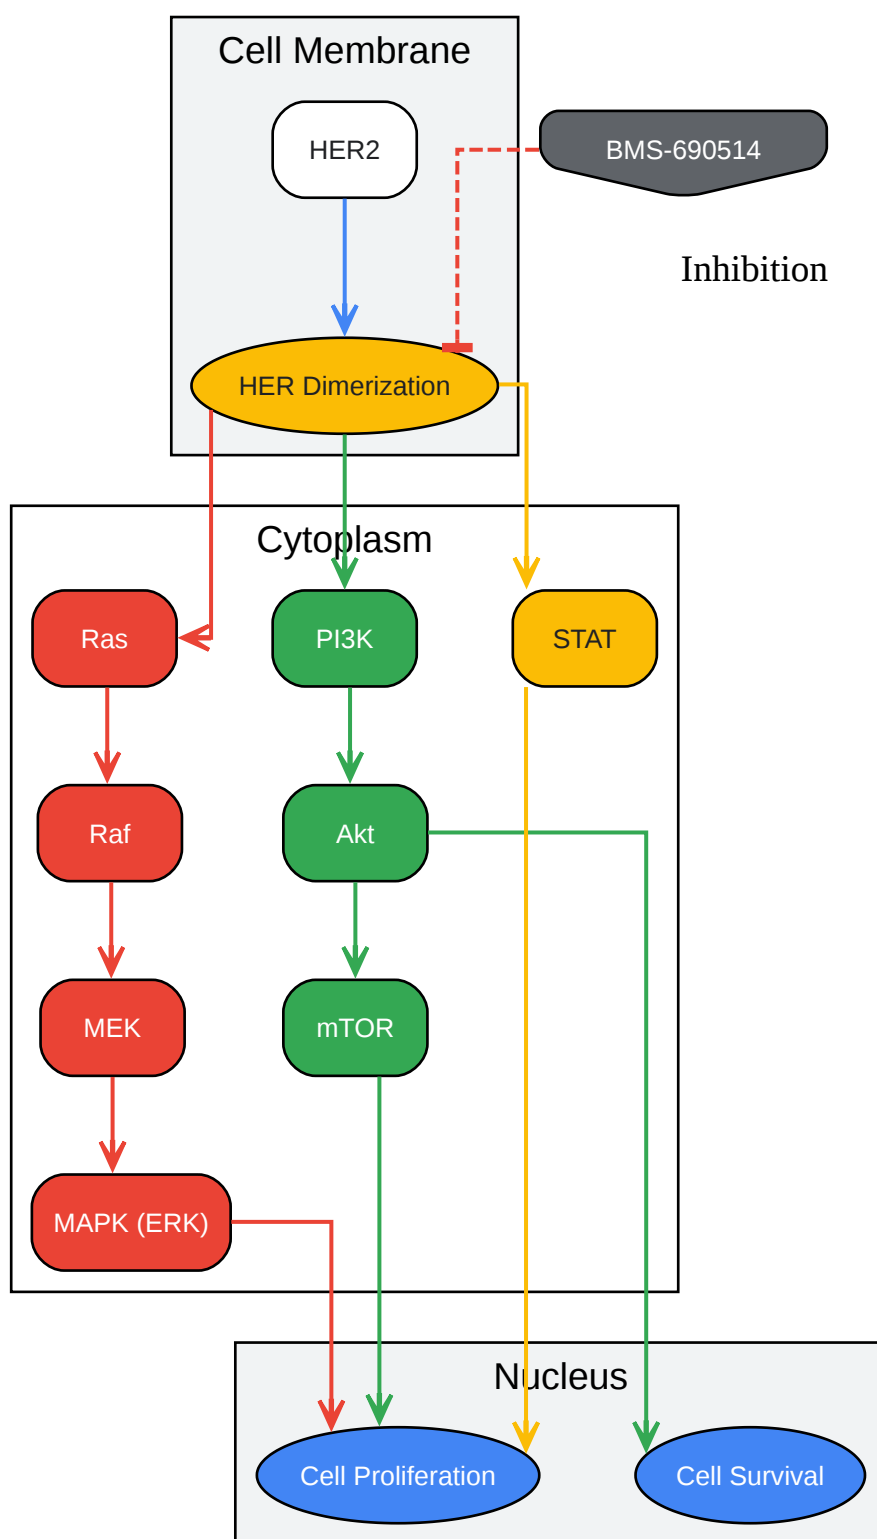 Cell Membrane
HER2
BMS-690514
Inhibition
HER Dimerization
Cytoplasm
Ras
PI3K
STAT
Raf
Akt
MEK
mTOR
MAPK (ERK)
Nucleus
Cell Proliferation
Cell Survival